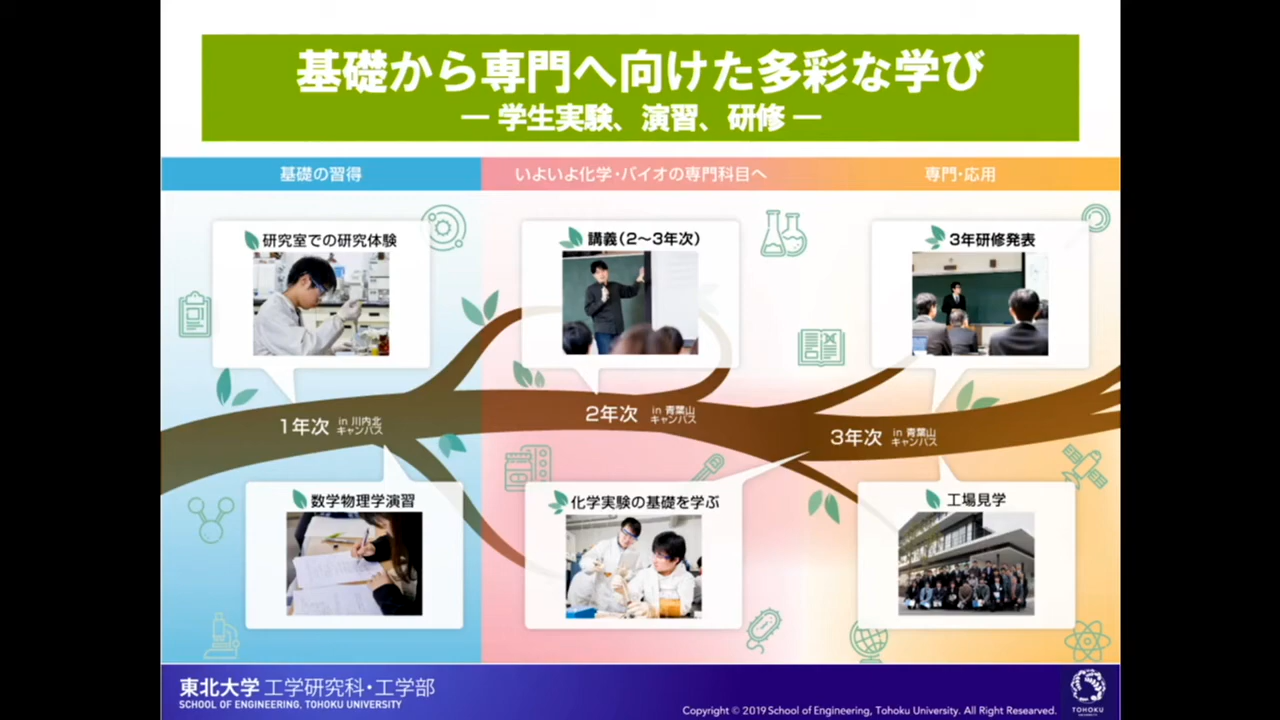 基礎から専門へ向けた多彩な学び
― 学生実験、演習、研修 ―
基礎の習得
いよいよ化学・バイオの専門科目へ
専門・応用
研究室での研究体験
講義（2～3年次）
3年研修発表
1年次 in 川内北
キャンパス
2年次 in 青葉山
キャンパス
3年次 in 青葉山
キャンパス
数学物理学演習
化学実験の基礎を学ぶ
工場見学
東北大学 工学研究科・工学部
SCHOOL OF ENGINEERING, TOHOKU UNIVERSITY
Copyright © 2019 School of Engineering, Tohoku University. All Right Researved.
TOHOKU